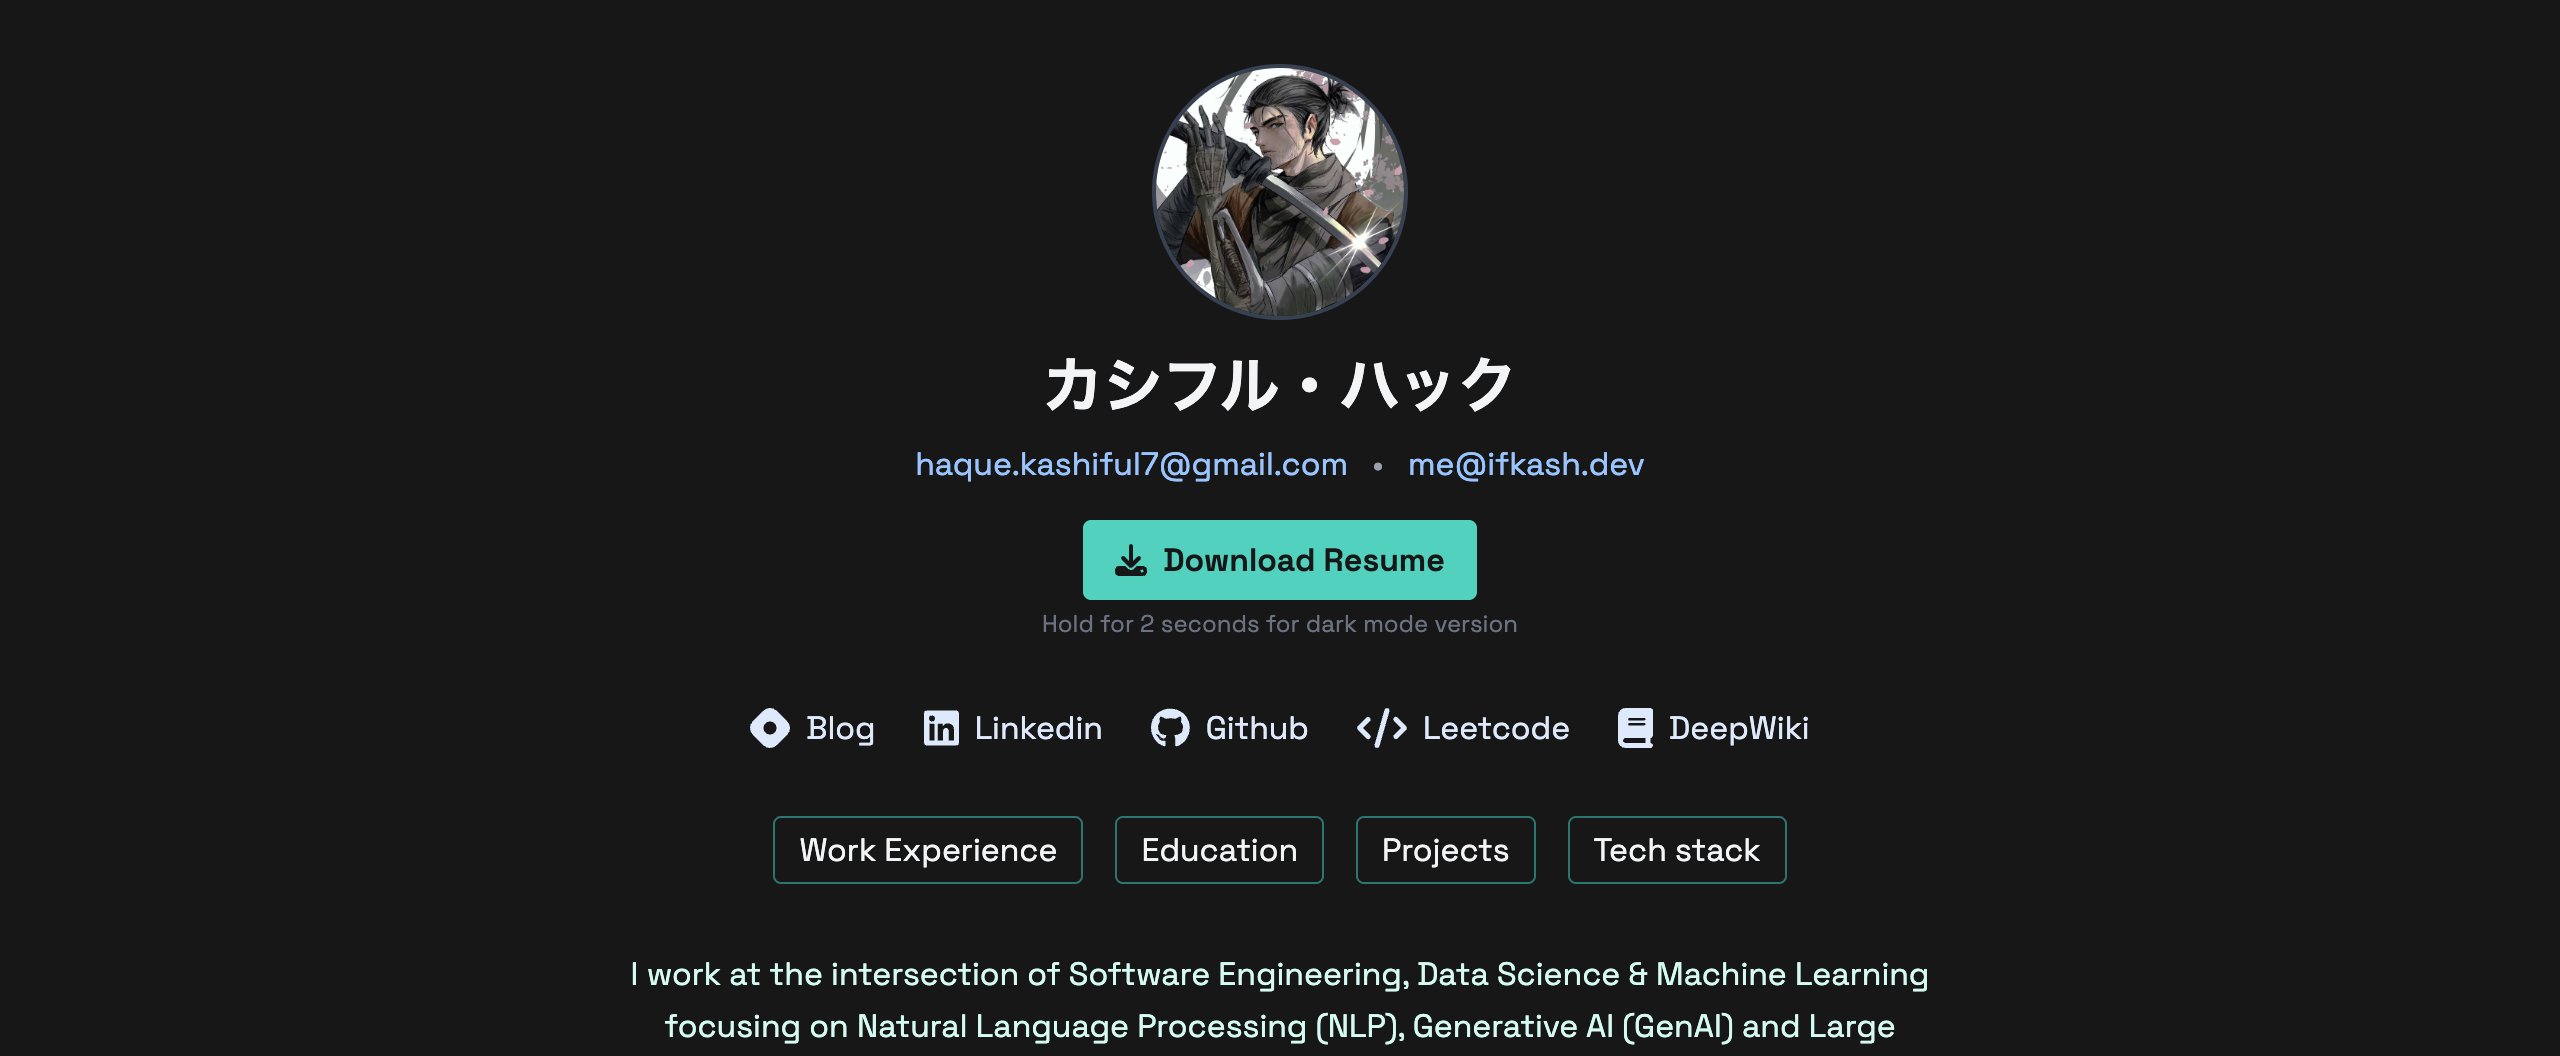 カシフル・ハック
haque.kashiful7@gmail.com • me@ifkash.dev
Download Resume
Hold for 2 seconds for dark mode version
Blog Linkedin Github Leetcode DeepWiki
Work Experience Education Projects Tech stack
I work at the intersection of Software Engineering, Data Science & Machine Learning
focusing on Natural Language Processing (NLP), Generative AI (GenAI) and Large